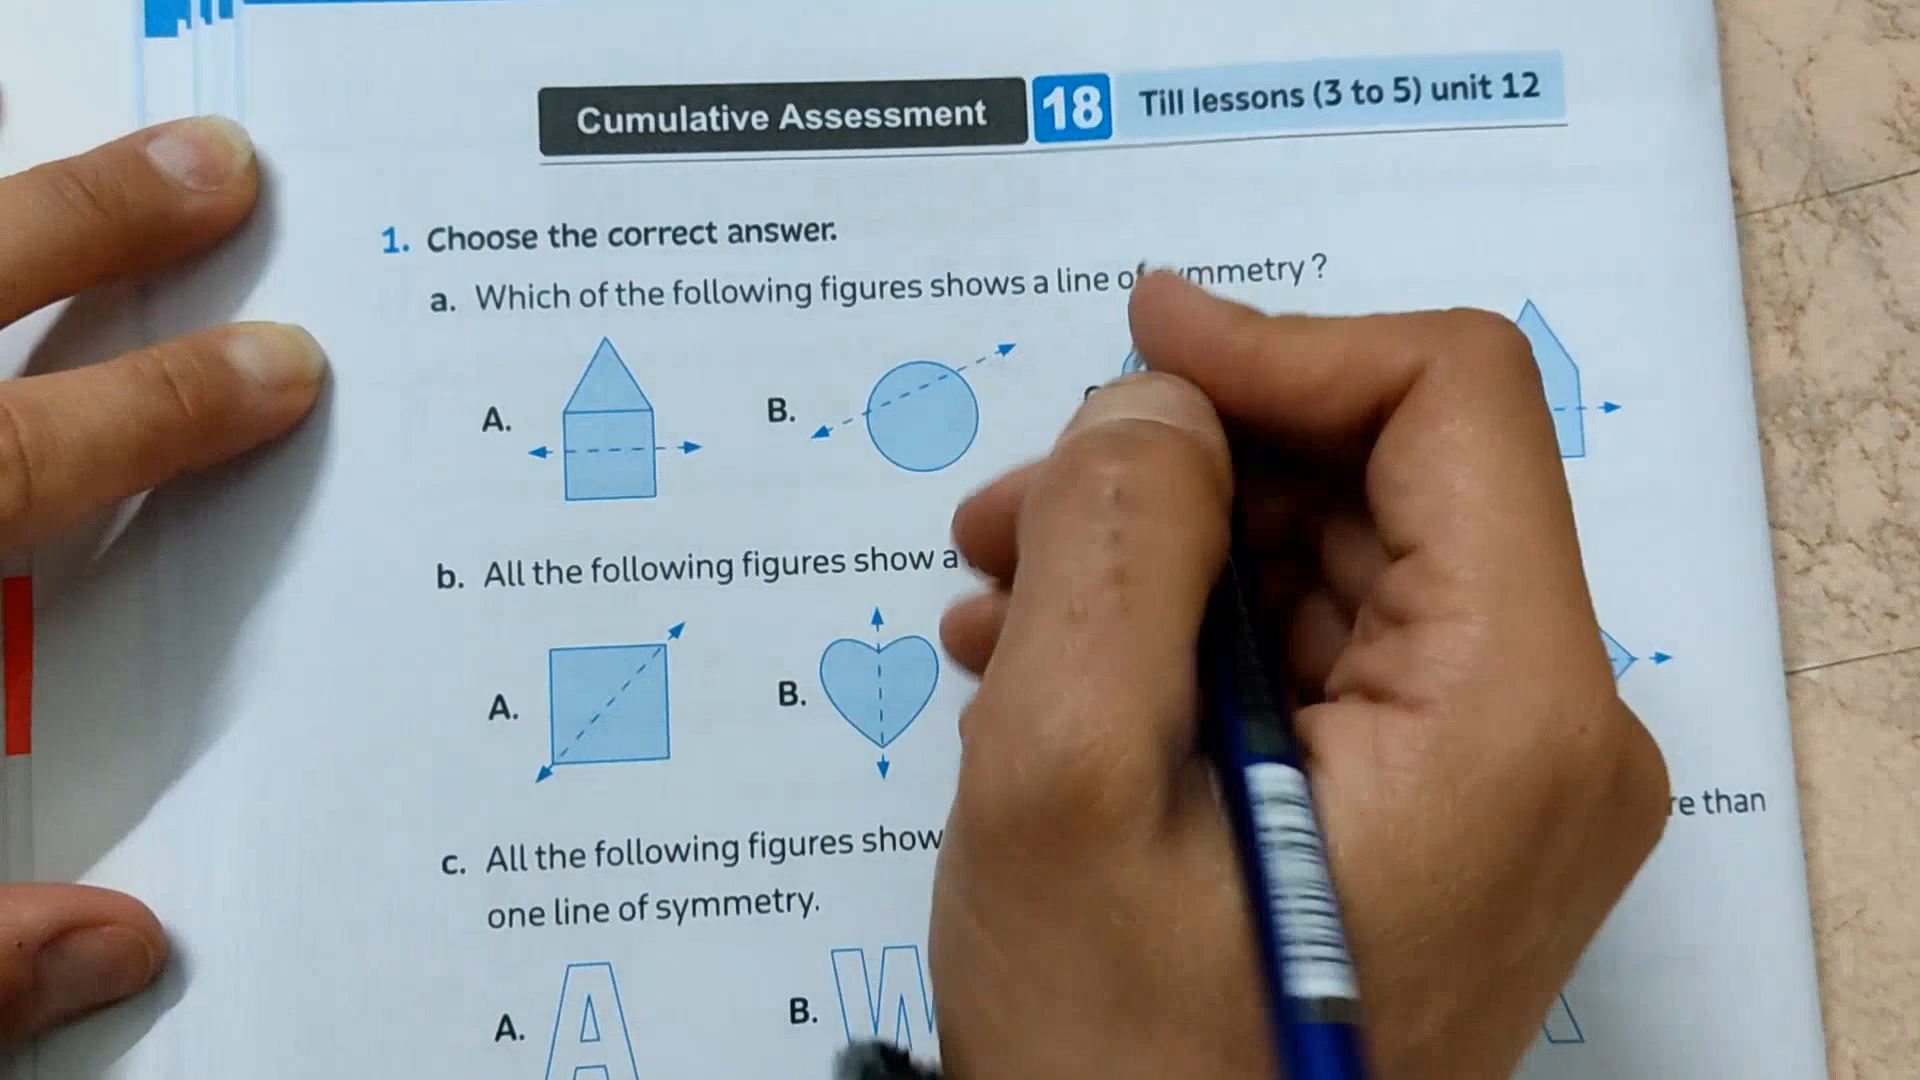 Cumulative Assessment 18 Till lessons (3 to 5) unit 12
1. Choose the correct answer.
a. Which of the following figures shows a line of symmetry ?
A. B.
b. All the following figures show a
A. B.
c. All the following figures show than
one line of symmetry.
A. A B. W